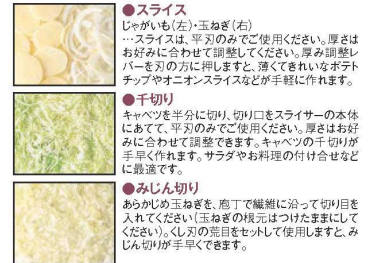 ●スライス
じゃがいも(左)・玉ねぎ(右)
…スライスは、平刃のみでご使用ください。厚さは
お好みに合わせて調整してください。厚み調整レ
バーを刃の方に押しますと、薄くてきれいなポテト
チップやオニオンスライスなどが手軽に作れます。
●千切り
キャベツを半分に切り、切り口をスライサーの本体
にあてて、平刃のみでご使用ください。厚さはお好
みに合わせて調整できます。キャベツの千切りが
手早く作れます。サラダやお料理の付け合せなど
に最適です。
●みじん切り
あらかじめ玉ねぎを、庖丁で繊維に沿って切り目を
入れてください(玉ねぎの根元はつけたままにして
ください)。くし刃の荒目をセットして使用しますと、み
じん切りが手早くできます。